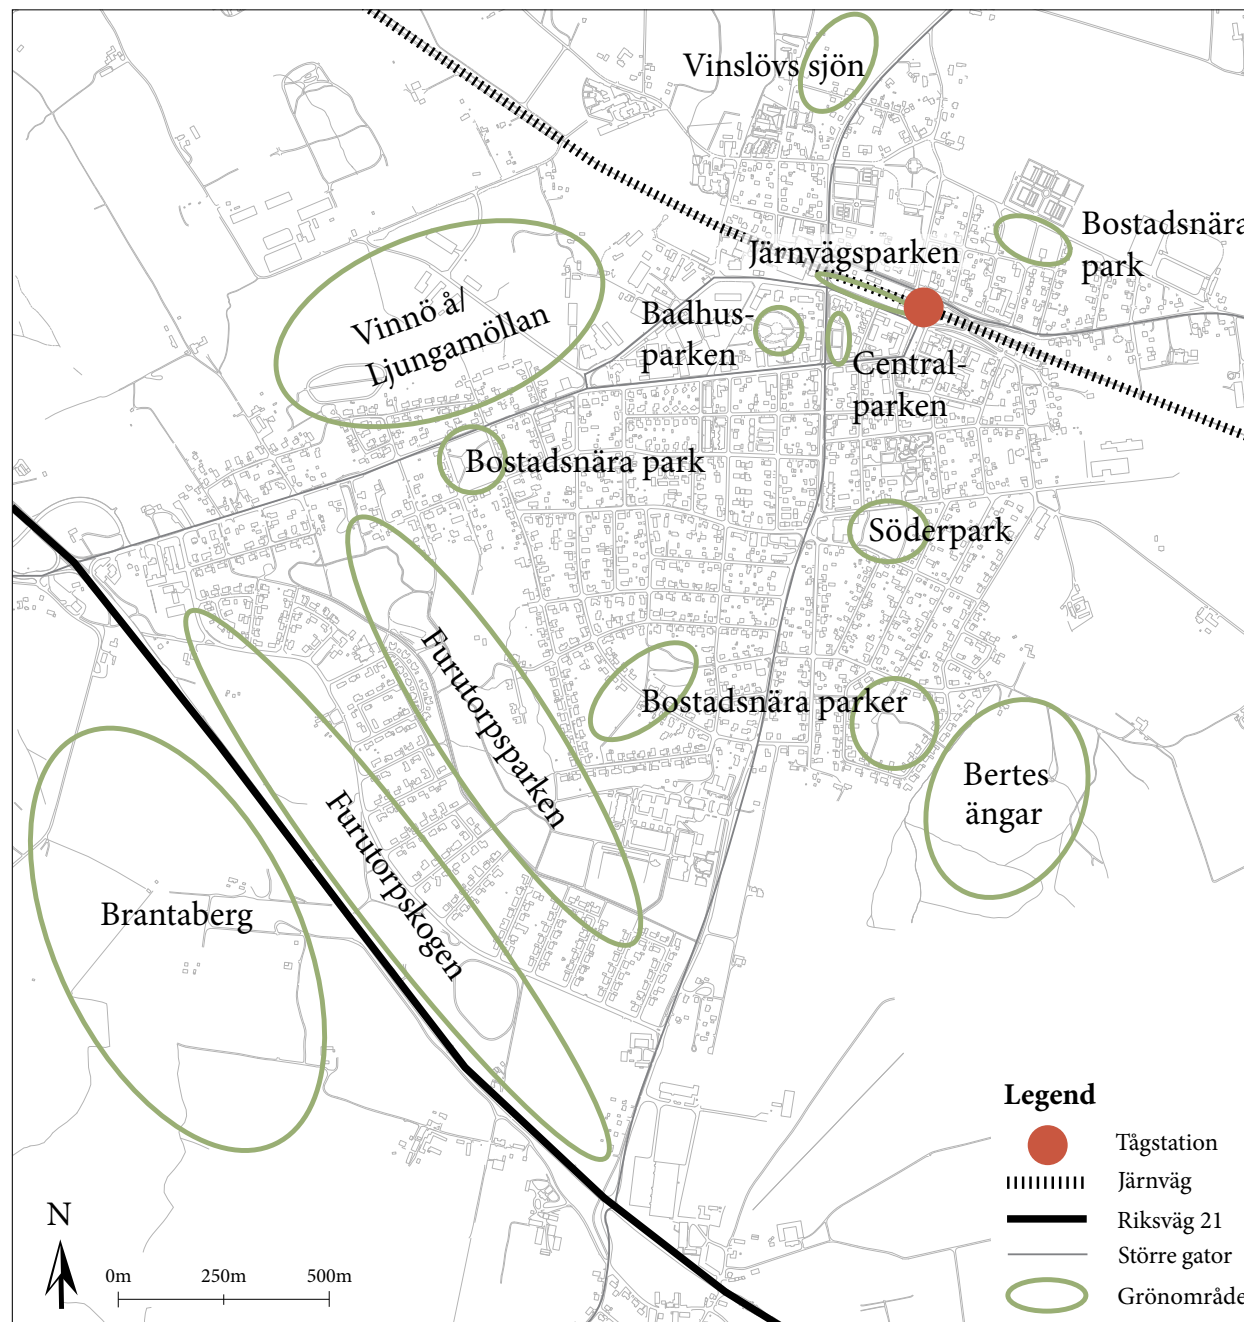 Vinslövs sjön
Bostadsnära
park
Järnvägsparken
Vinnö å/
Ljungamöllan
Badhus-
parken
Central-
parken
Bostadsnära park
Söderpark
Furutorpsparken
Bostadsnära parker
Bertes
ängar
Furutorpskogen
Brantaberg
Legend
Tågstation
Järnväg
Riksväg 21
Större gator
Grönområde
N
0m 250m 500m